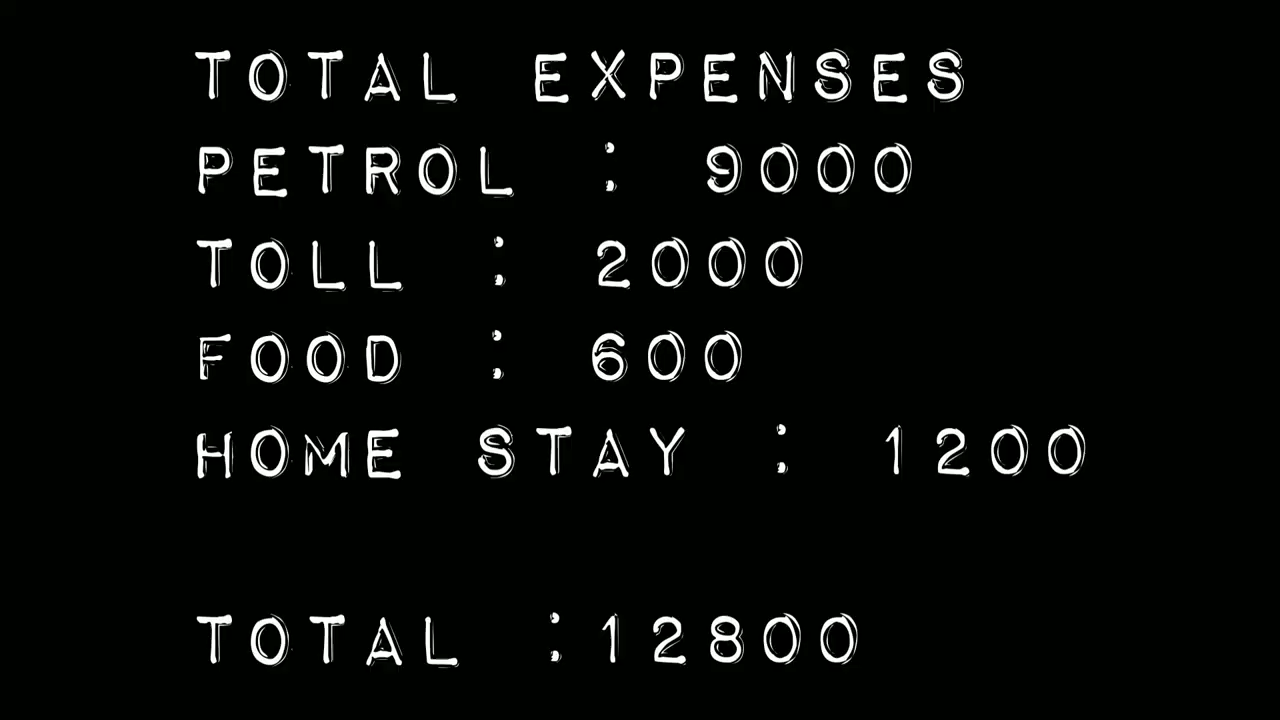 TOTAL EXPENSES
PETROL : 9000
TOLL : 2000
FOOD : 600
HOME STAY : 1200
TOTAL :12800